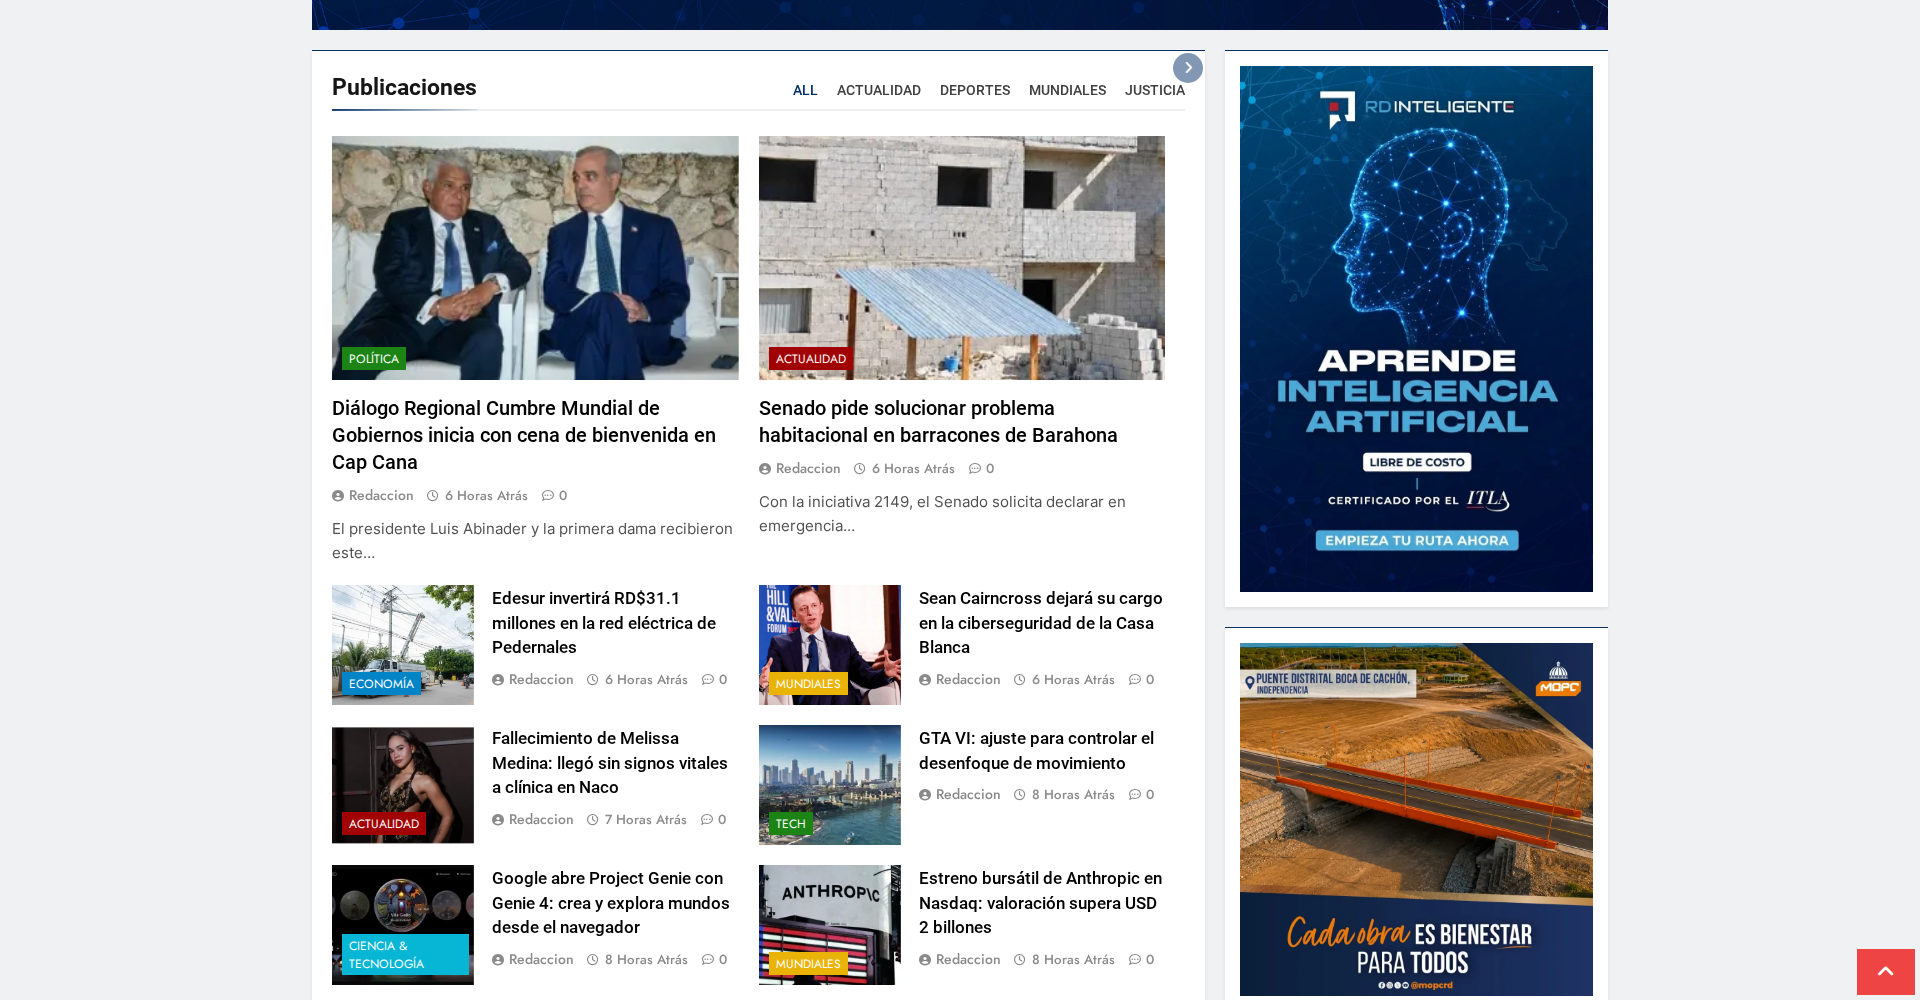 Publicaciones
ALL ACTUALIDAD DEPORTES MUNDIALES JUSTICIA
POLÍTICA
Diálogo Regional Cumbre Mundial de
Gobiernos inicia con cena de bienvenida en
Cap Cana
Redaccion 6 Horas Atrás 0
El presidente Luis Abinader y la primera dama recibieron
este...
ACTUALIDAD
Senado pide solucionar problema
habitacional en barracones de Barahona
Redaccion 6 Horas Atrás 0
Con la iniciativa 2149, el Senado solicita declarar en
emergencia...
ECONOMÍA
Edesur invertirá RD$31.1
millones en la red eléctrica de
Pedernales
Redaccion 6 Horas Atrás 0
THE
HILL
&VALL
FORUM
MUNDIALES
Sean Cairncross dejará su cargo
en la ciberseguridad de la Casa
Blanca
Redaccion 6 Horas Atrás 0
ACTUALIDAD
Fallecimiento de Melissa
Medina: llegó sin signos vitales
a clínica en Naco
Redaccion 7 Horas Atrás 0
TECH
GTA VI: ajuste para controlar el
desenfoque de movimiento
Redaccion 8 Horas Atrás 0
CIENCIA &
TECNOLOGÍA
Google abre Project Genie con
Genie 4: crea y explora mundos
desde el navegador
Redaccion 8 Horas Atrás 0
ANTHROPIC
MUNDIALES
Estreno bursátil de Anthropic en
Nasdaq: valoración supera USD
2 billones
Redaccion 8 Horas Atrás 0
RD INTELIGENTE
APRENDE
INTELIGENCIA
ARTIFICIAL
LIBRE DE COSTO
CERTIFICADO POR EL ITLA
EMPIEZA TU RUTA AHORA
PUENTE DISTRITAL BOCA DE CACHÓN,
INDEPENDENCIA
MOPC
Cada obra ES BIENESTAR
PARA TODOS
@mopcrd